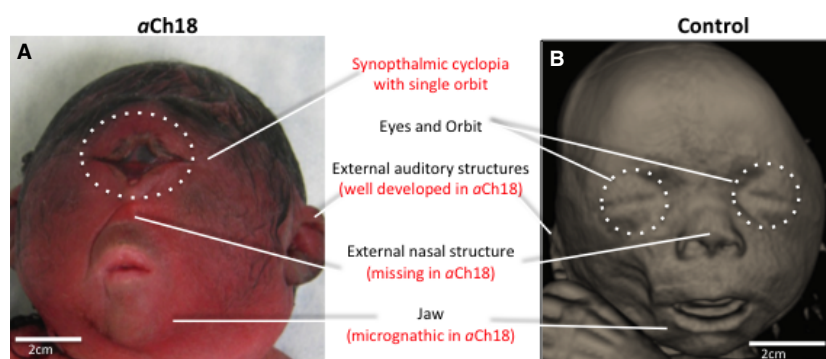 aCh18
Control
A
B
Synopthalmic cyclopia
with single orbit
Eyes and Orbit
External auditory structures
(well developed in aCh18)
External nasal structure
(missing in aCh18)
Jaw
(micrognathic in aCh18)
2cm
2cm